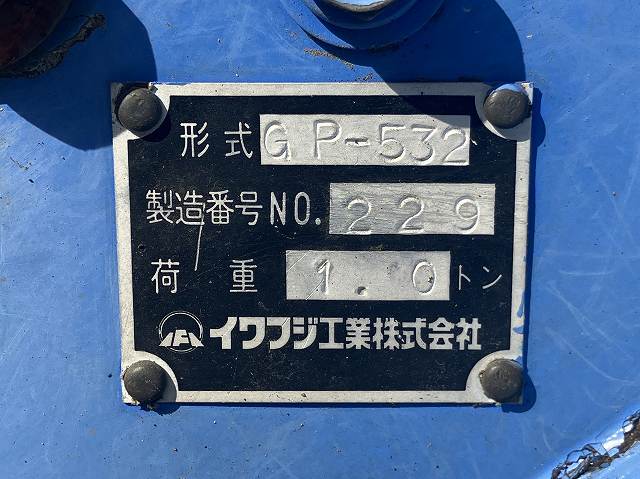 形式 GP-532
製造番号 NO. 229
荷重 1.0トン
イワフジ工業株式会社